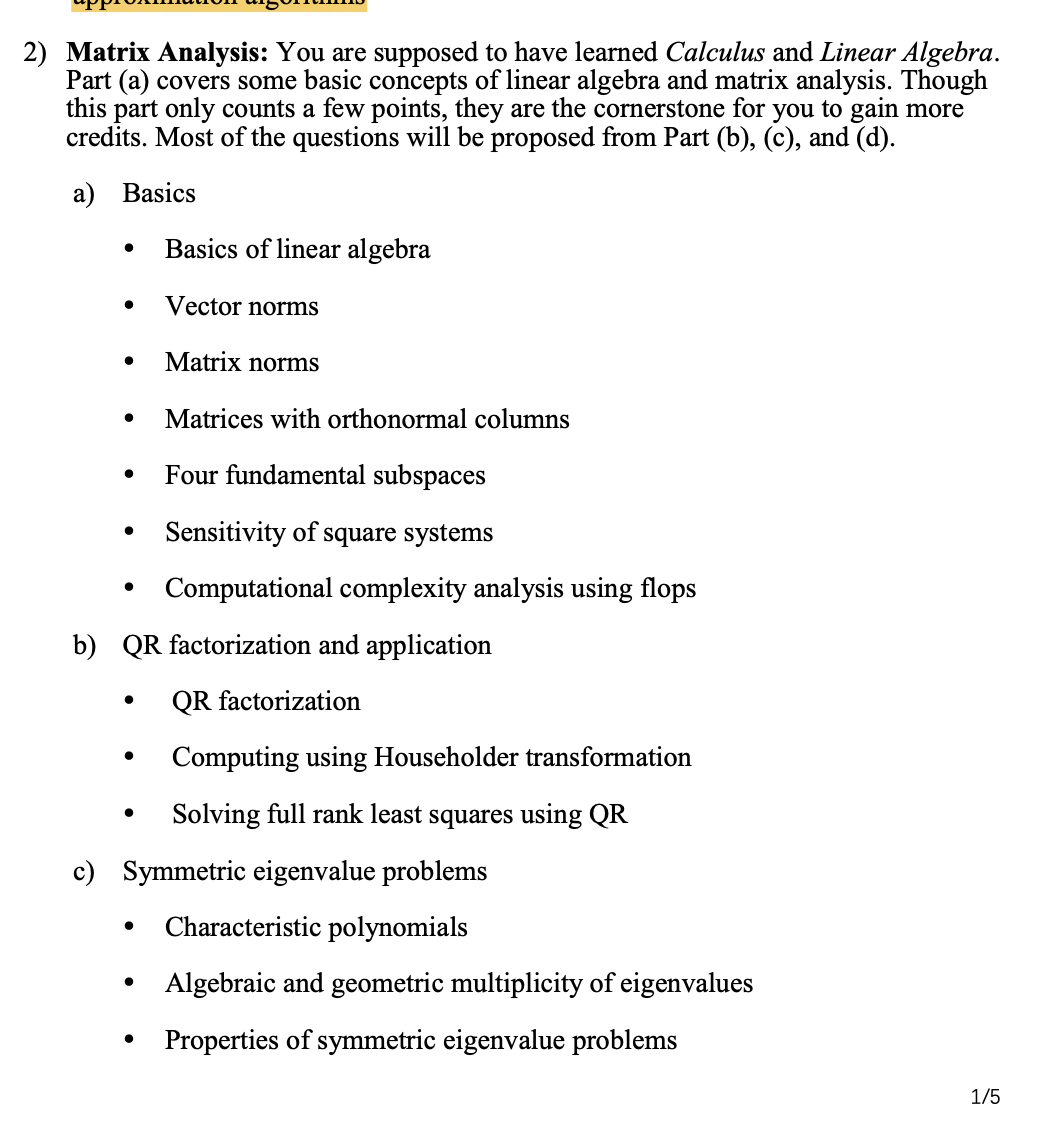 approximation algorithms
2) Matrix Analysis: You are supposed to have learned Calculus and Linear Algebra.
Part (a) covers some basic concepts of linear algebra and matrix analysis. Though
this part only counts a few points, they are the cornerstone for you to gain more
credits. Most of the questions will be proposed from Part (b), (c), and (d).
a) Basics
• Basics of linear algebra
• Vector norms
• Matrix norms
• Matrices with orthonormal columns
• Four fundamental subspaces
• Sensitivity of square systems
• Computational complexity analysis using flops
b) QR factorization and application
• QR factorization
• Computing using Householder transformation
• Solving full rank least squares using QR
c) Symmetric eigenvalue problems
• Characteristic polynomials
• Algebraic and geometric multiplicity of eigenvalues
• Properties of symmetric eigenvalue problems
1/5